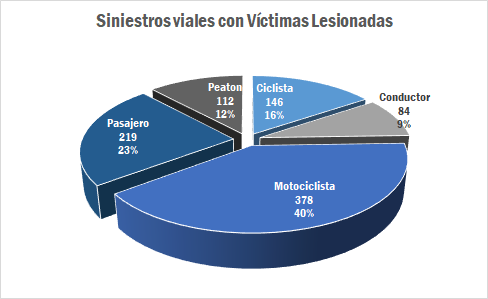 Siniestros viales con Víctimas Lesionadas
Peaton
112
12%
Ciclista
146
16%
Conductor
84
9%
Pasajero
219
23%
Motociclista
378
40%